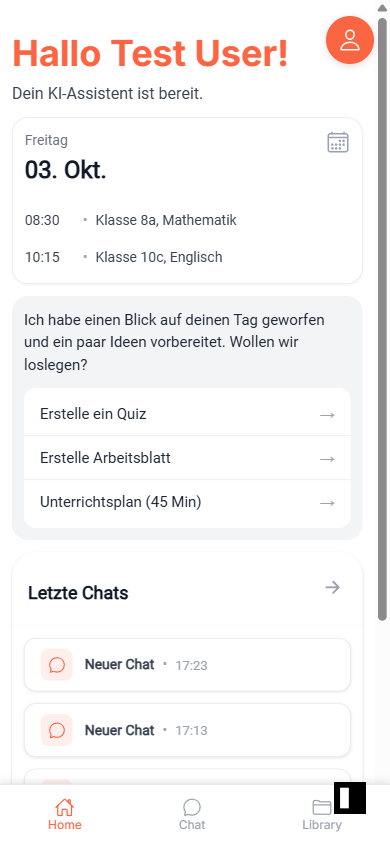 Hallo Test User!
Dein KI-Assistent ist bereit.
Freitag
03. Okt.
08:30 • Klasse 8a, Mathematik
10:15 • Klasse 10c, Englisch
Ich habe einen Blick auf deinen Tag geworfen
und ein paar Ideen vorbereitet. Wollen wir
loslegen?
Erstelle ein Quiz →
Erstelle Arbeitsblatt →
Unterrichtsplan (45 Min) →
Letzte Chats →
Neuer Chat • 17:23
Neuer Chat • 17:13
Home Chat Library